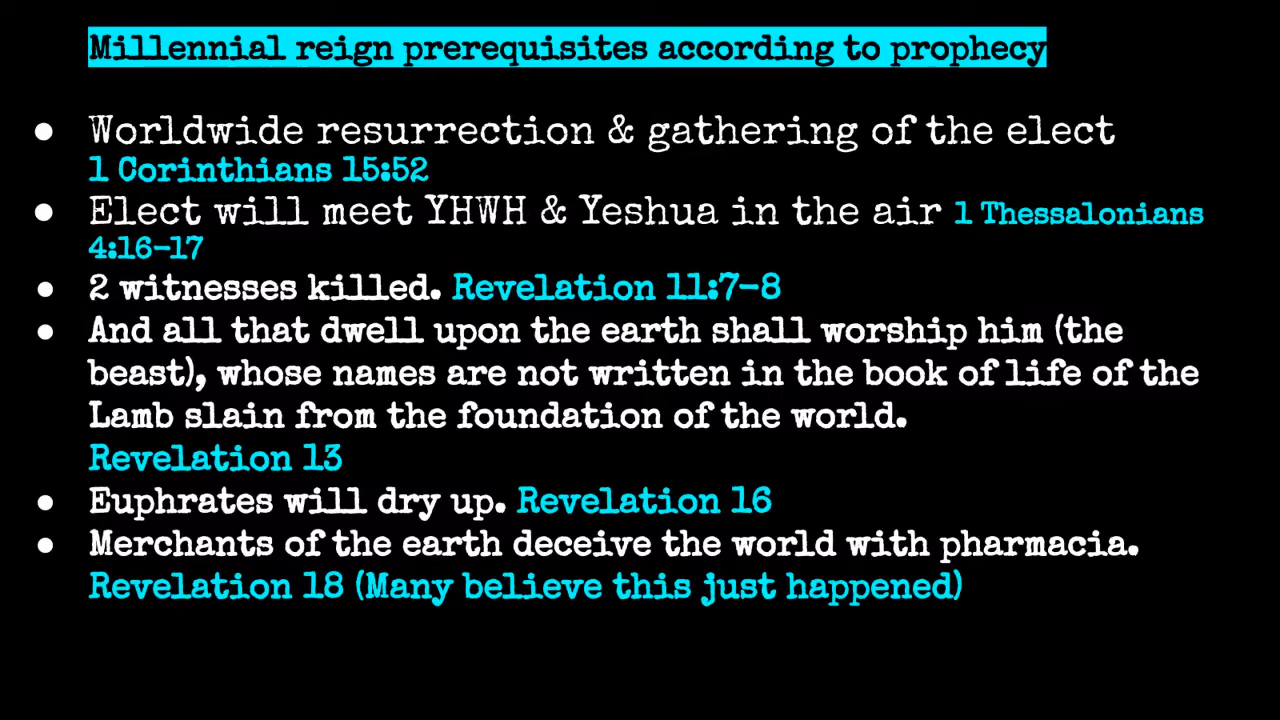 Millennial reign prerequisites according to prophecy
● Worldwide resurrection & gathering of the elect
1 Corinthians 15:52
● Elect will meet YHWH & Yeshua in the air 1 Thessalonians
4:16-17
● 2 witnesses killed. Revelation 11:7-8
● And all that dwell upon the earth shall worship him (the
beast), whose names are not written in the book of life of the
Lamb slain from the foundation of the world.
Revelation 13
● Euphrates will dry up. Revelation 16
● Merchants of the earth deceive the world with pharmacia.
Revelation 18 (Many believe this just happened)